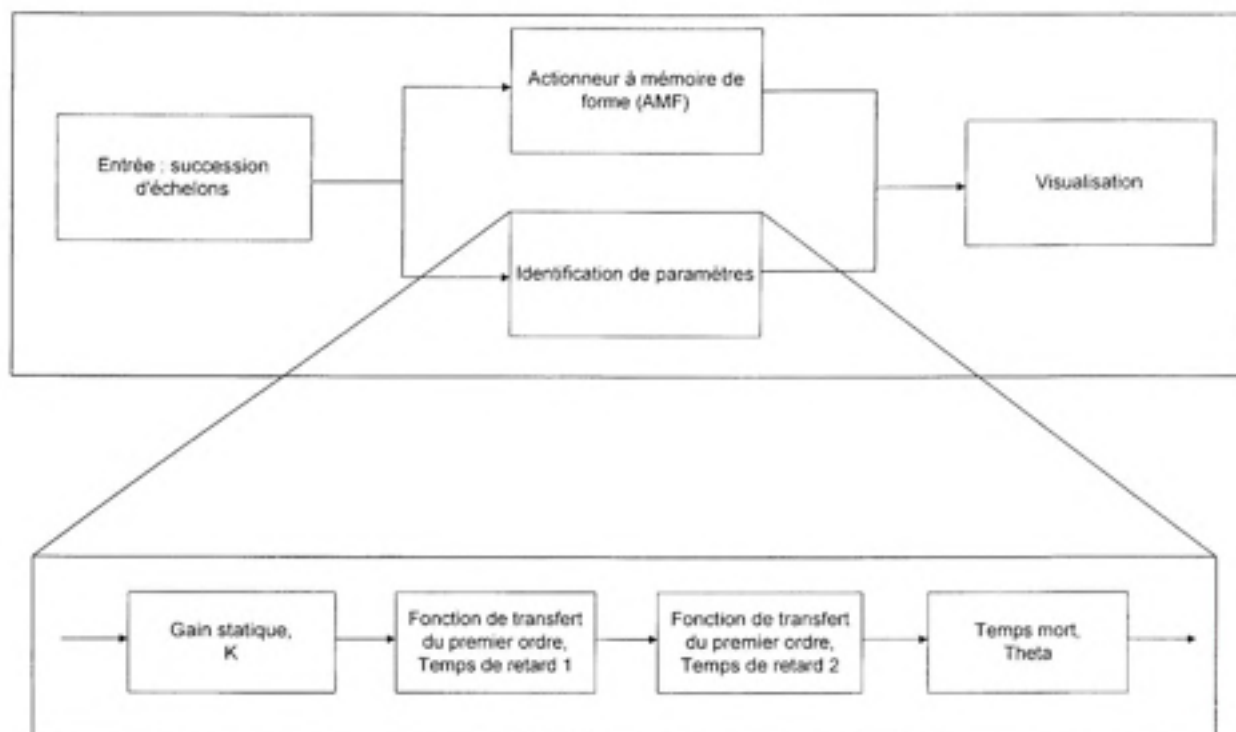 Actionneur à mémoire de
forme (AMF)
Entrée : succession
d'échelons
Visualisation
Identification de paramètres
Gain statique,
K
Fonction de transfert
du premier ordre,
Temps de retard 1
Fonction de transfert
du premier ordre,
Temps de retard 2
Temps mort,
Theta